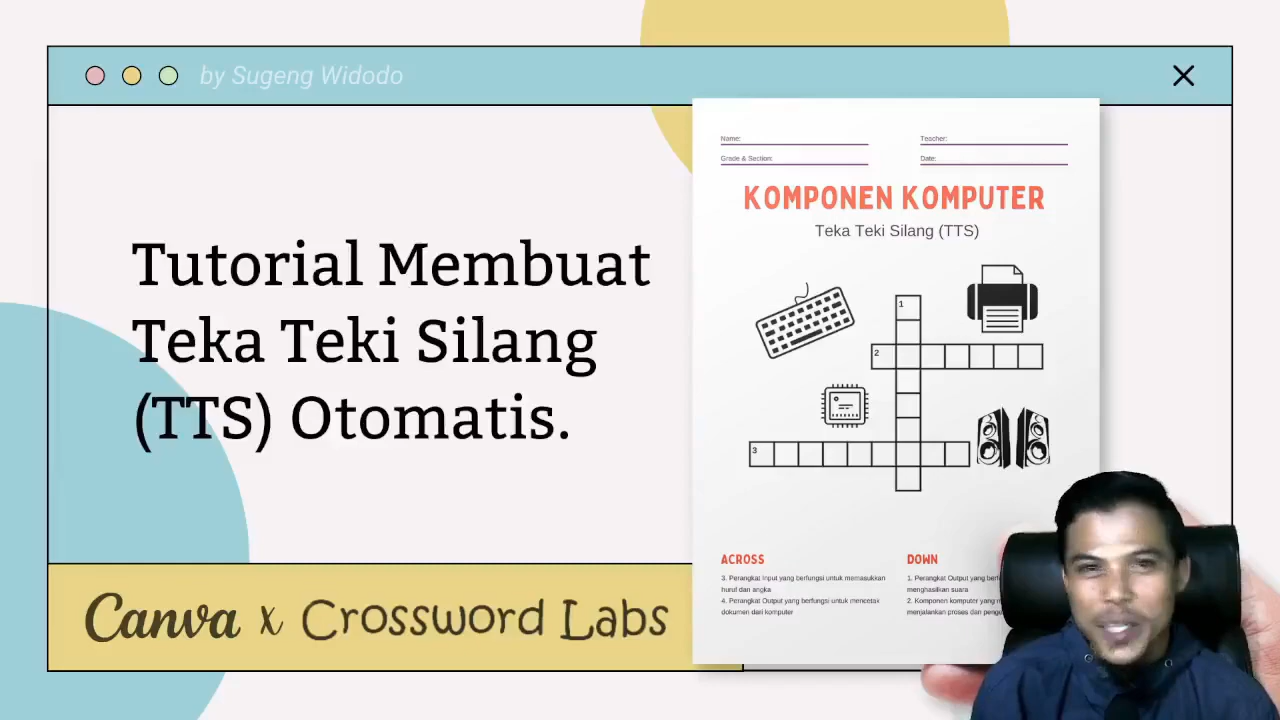 by Sugeng Widodo
Tutorial Membuat
Teka Teki Silang
(TTS) Otomatis.
Canva x Crossword Labs
Name:
Teacher:
Grade & Section:
Date:
KOMPONEN KOMPUTER
Teka Teki Silang (TTS)
1
2
3
ACROSS
3. Perangkat Input yang berfungsi untuk memasukkan
huruf dan angka
4. Perangkat Output yang berfungsi untuk mencetak
dokumen dari komputer
DOWN
1. Perangkat Output yang
menghasilkan suara
2. Komponen komputer yang
menjalankan proses dan